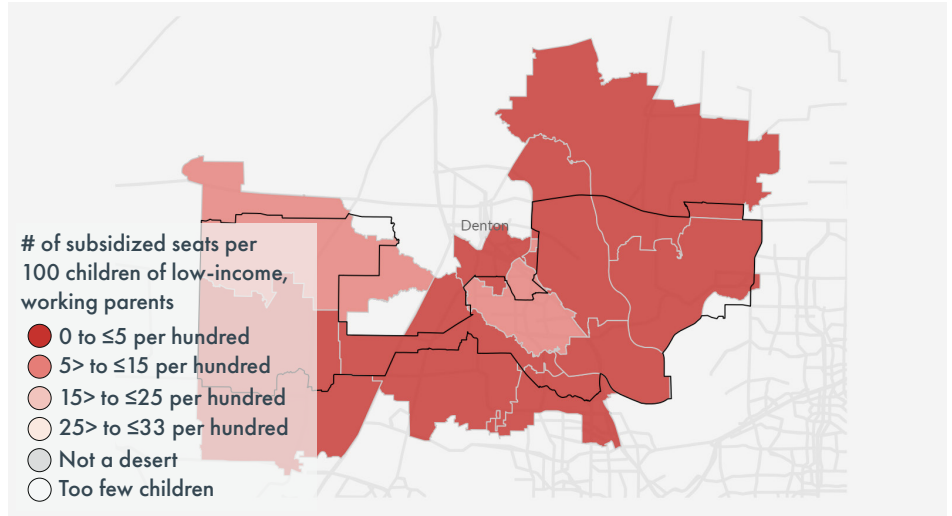 Denton
# of subsidized seats per
100 children of low-income,
working parents
0 to ≤5 per hundred
5> to ≤15 per hundred
15> to ≤25 per hundred
25> to ≤33 per hundred
Not a desert
Too few children